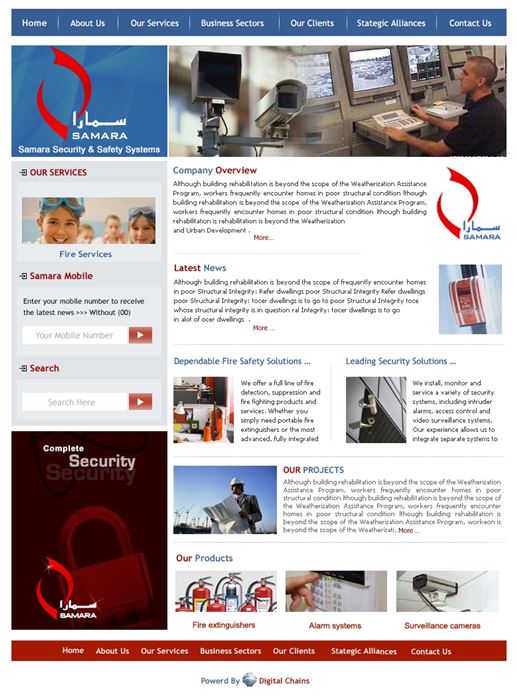 Home
About Us
Our Services
Business Sectors
Our Clients
Stategic Alliances
Contact Us
سمارا
SAMARA
Samara Security & Safety Systems
OUR SERVICES
Fire Services
Samara Mobile
Enter your mobile number to receive
the latest news >>> Without (00)
Your Mobile Number
Search
Search Here
Complete
Security
Security
سمارا
SAMARA
Company Overview
Although building rehabilitation is beyond the scope of the Weatherization Assistance
Program, workers frequently encounter homes in poor structural condition lthough
building rehabilitation is beyond the scope of the Weatherization Assistance Program,
workers frequently encounter homes in poor structural condition lthough building
rehabilitation is rehabilitation is beyond the Weatherization
and Urban Development .
More...
سمارا
SAMARA
Latest News
Although building rehabilitation is beyond the scope of frequently encounter homes
in poor Structural Integrity: Refer dwellings poor Structural Integrity Refer dwellings
poor Structural Integrity: tocer dwellings is to go to poor Structural Integrity toce
whose structural integrity is in question ral Integrity: tocer dwellings is to go
in alot of ocer dwellings .
More ...
Dependable Fire Safety Solutions ...
We offer a full line of fire
detection, suppression and
fire fighting products and
services. Whether you
simply need portable fire
extinguishers or the most
advanced, fully integrated
Leading Security Solutions ...
We install, monitor and
service a variety of security
systems, including intruder
alarms, access control and
video surveillance systems.
Our experience allows us to
integrate separate systems to
OUR PROJECTS
Although building rehabilitation is beyond the scope of the Weatherization
Assistance Program, workers frequently encounter homes in poor
structural condition lthough building rehabilitation is beyond the scope of
the Weatherization Assistance Program, workers frequently encounter
homes in poor structural condition lthough building rehabilitation is
beyond the scope of the Weatherization Assistance Program, workeon is
beyond the scope of the Weatherizati. More ...
Our Products
Fire extinguishers
Alarm systems
Surveillance cameras
Home
About Us
Our Services
Business Sectors
Our Clients
Stategic Alliances
Contact Us
Powerd By Digital Chains